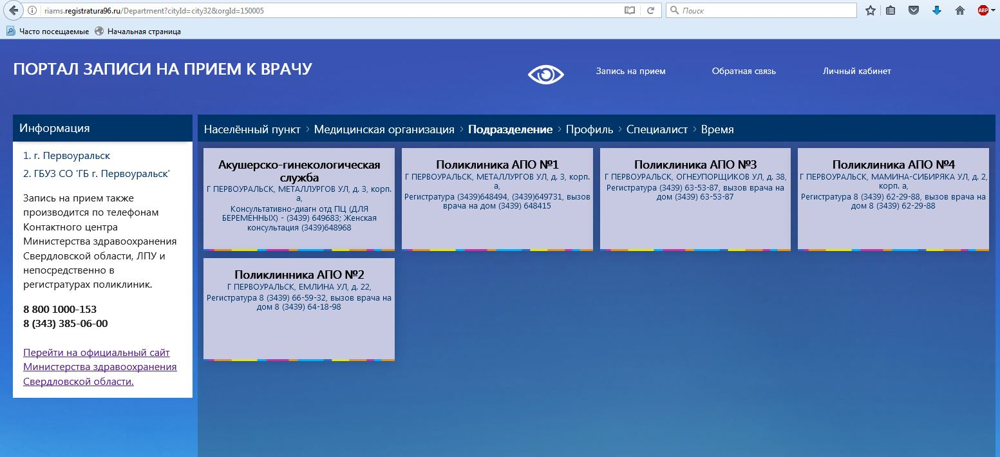 riams.registratura96.ru/Department?cityId=city32&orgId=150005
Поиск
ABP
Часто посещаемые
Начальная страница
ПОРТАЛ ЗАПИСИ НА ПРИЕМ К ВРАЧУ
Запись на прием
Обратная связь
Личный кабинет
Информация
1. г. Первоуральск
2. ГБУЗ СО 'ГБ г. Первоуральск'
Запись на прием также
производится по телефонам
Контактного центра
Министерства здравоохранения
Свердловской области, ЛПУ и
непосредственно в
регистратурах поликлиник.
8 800 1000-153
8 (343) 385-06-00
Перейти на официальный сайт
Министерства здравоохранения
Свердловской области.
Населённый пункт › Медицинская организация › Подразделение › Профиль › Специалист › Время
Акушерско-гинекологическая
служба
Г ПЕРВОУРАЛЬСК, МЕТАЛЛУРГОВ УЛ, д. 3, корп.
а,
Консультативно-диагн отд ПЦ (ДЛЯ
БЕРЕМЕННЫХ) - (3439) 649683; Женская
консультация (3439)648968
Поликлиника АПО №1
Г ПЕРВОУРАЛЬСК, МЕТАЛЛУРГОВ УЛ, д. 3, корп.
а,
Регистратура (3439)648494, (3439)649731, вызов
врача на дом (3439) 648415
Поликлиника АПО №3
Г ПЕРВОУРАЛЬСК, ОГНЕУПОРЩИКОВ УЛ, д. 38,
Регистратура (3439) 63-53-87, вызов врача на
дом (3439) 63-53-87
Поликлиника АПО №4
Г ПЕРВОУРАЛЬСК, МАМИНА-СИБИРЯКА УЛ, д. 2,
корп. а,
Регистратура 8 (3439) 62-29-88, вызов врача на
дом 8 (3439) 62-29-88
Поликлинника АПО №2
Г ПЕРВОУРАЛЬСК, ЕМЛИНА УЛ, д. 22,
Регистратура 8 (3439) 66-59-32, вызов врача на
дом 8 (3439) 64-18-98